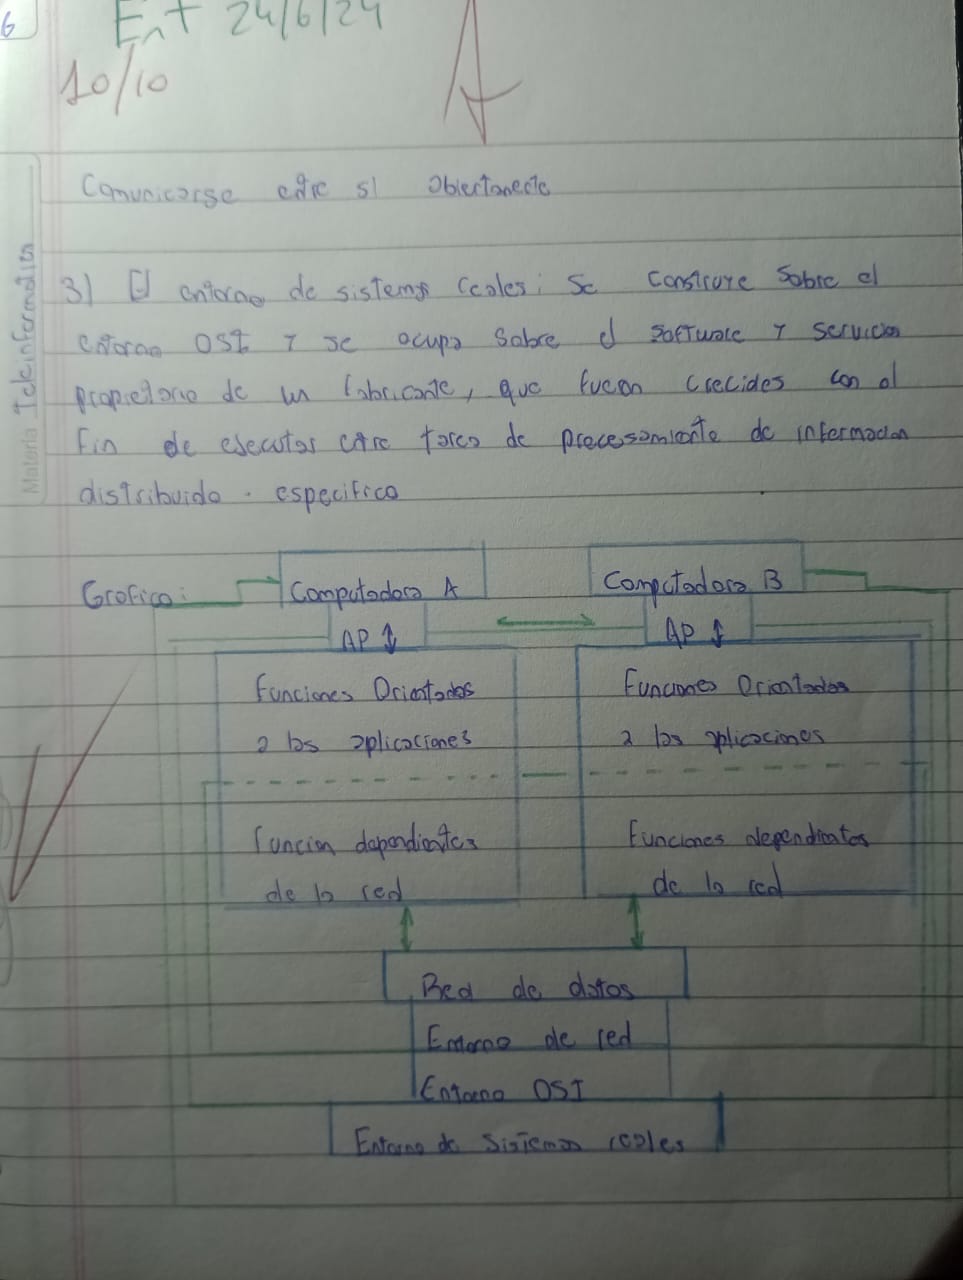 6
Ent 24/6/24
10/10
A
Materia Teleinformatica
Comunicarse entre si abiertamente
3) El entorno de sistemas reales: Se construye sobre el
entorno OSI y se ocupa sobre el software y servicios
propietario de un fabricante, que fueron crecidos con el
fin de ejecutar entre tarea de procesamiento de informacion
distribuido. especifico
Grafico:
Computadora A
Computadora B
AP
AP
Funciones Orientadas
a las aplicaciones
Funciones Orientadas
a las aplicaciones
Funcion dependientes
de la red
Funciones dependientes
de la red
Red de datos
Entorno de red
Entorno OSI
Entorno de Sistemas reales